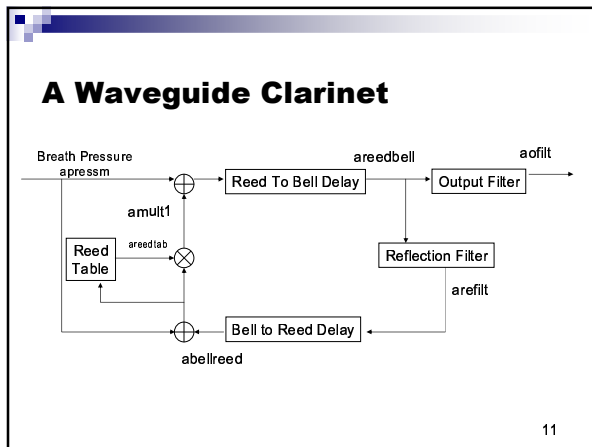 A Waveguide Clarinet
Breath Pressure
apressm
areedbell
aofilt
Reed To Bell Delay
Output Filter
amult1
areedtab
Reed
Table
Reflection Filter
arefilt
Bell to Reed Delay
abellreed
11